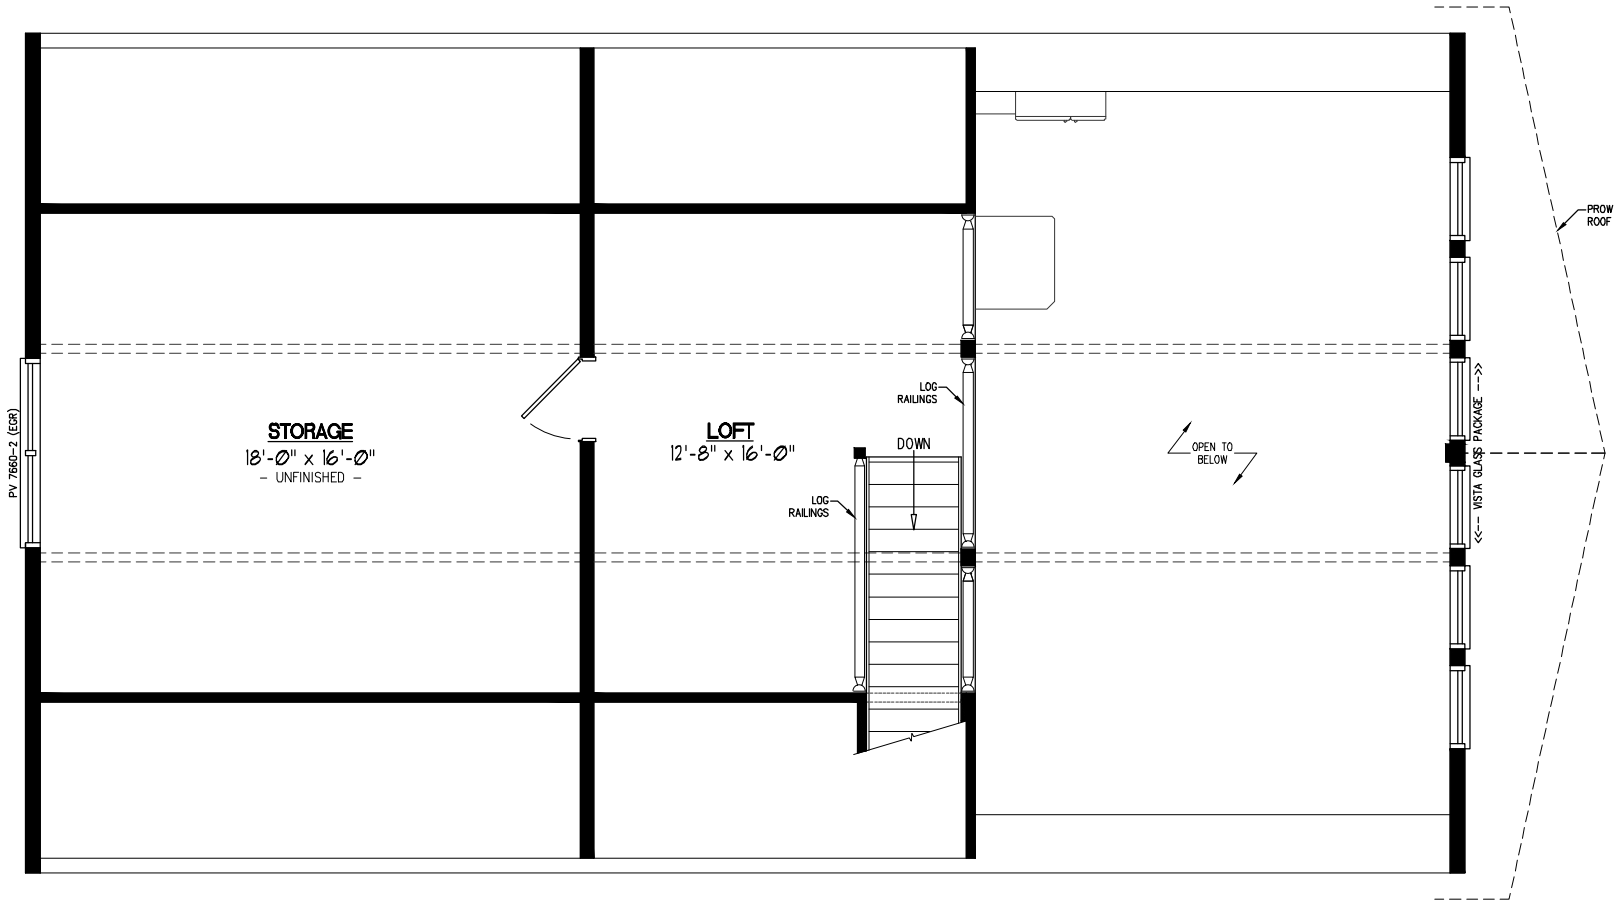 PROW
ROOF
LOG
RAILINGS
PV 7660-2 (EGR)
STORAGE
18'-0" x 16'-0"
- UNFINISHED -
LOFT
12'-8" x 16'-0"
DOWN
OPEN TO
BELOW
<<-- VISTA GLASS PACKAGE -->>
LOG
RAILINGS